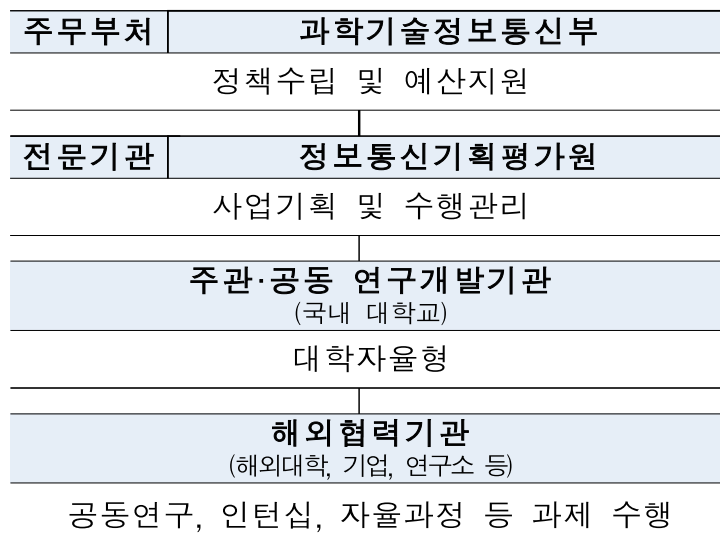 주무부처 과학기술정보통신부
정책수립 및 예산지원
전문기관 정보통신기획평가원
사업기획 및 수행관리
주관·공동 연구개발기관
(국내 대학교)
대학자율형
해외협력기관
(해외대학, 기업, 연구소 등)
공동연구, 인턴십, 자율과정 등 과제 수행